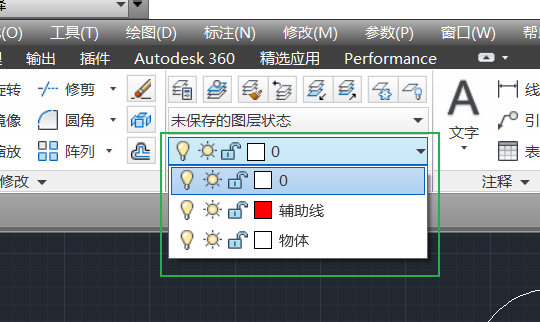 (O) 工具(T) 绘图(D) 标注(N) 修改(M) 参数(P) 窗口(W) 帮
输出 插件 Autodesk 360 精选应用 Performance
旋转 修剪
未保存的图层状态
镜像 圆角 A 文字 引
缩放 阵列 0 表
修改 0 注释
辅助线
物体